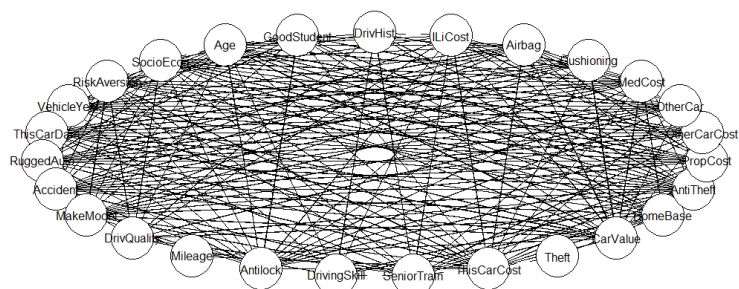 GoodStudent
DrivHist
ILiCost
Age
Airbag
SocioEcon
Cushioning
RiskAversion
MedCost
VehicleYear
OtherCar
ThisCarDam
OtherCarCost
RuggedAuto
PropCost
Accident
AntiTheft
MakeModel
HomeBase
DrivQuality
CarValue
Mileage
Theft
Antilock
DrivingSkill
SeniorTrain
ThisCarCost